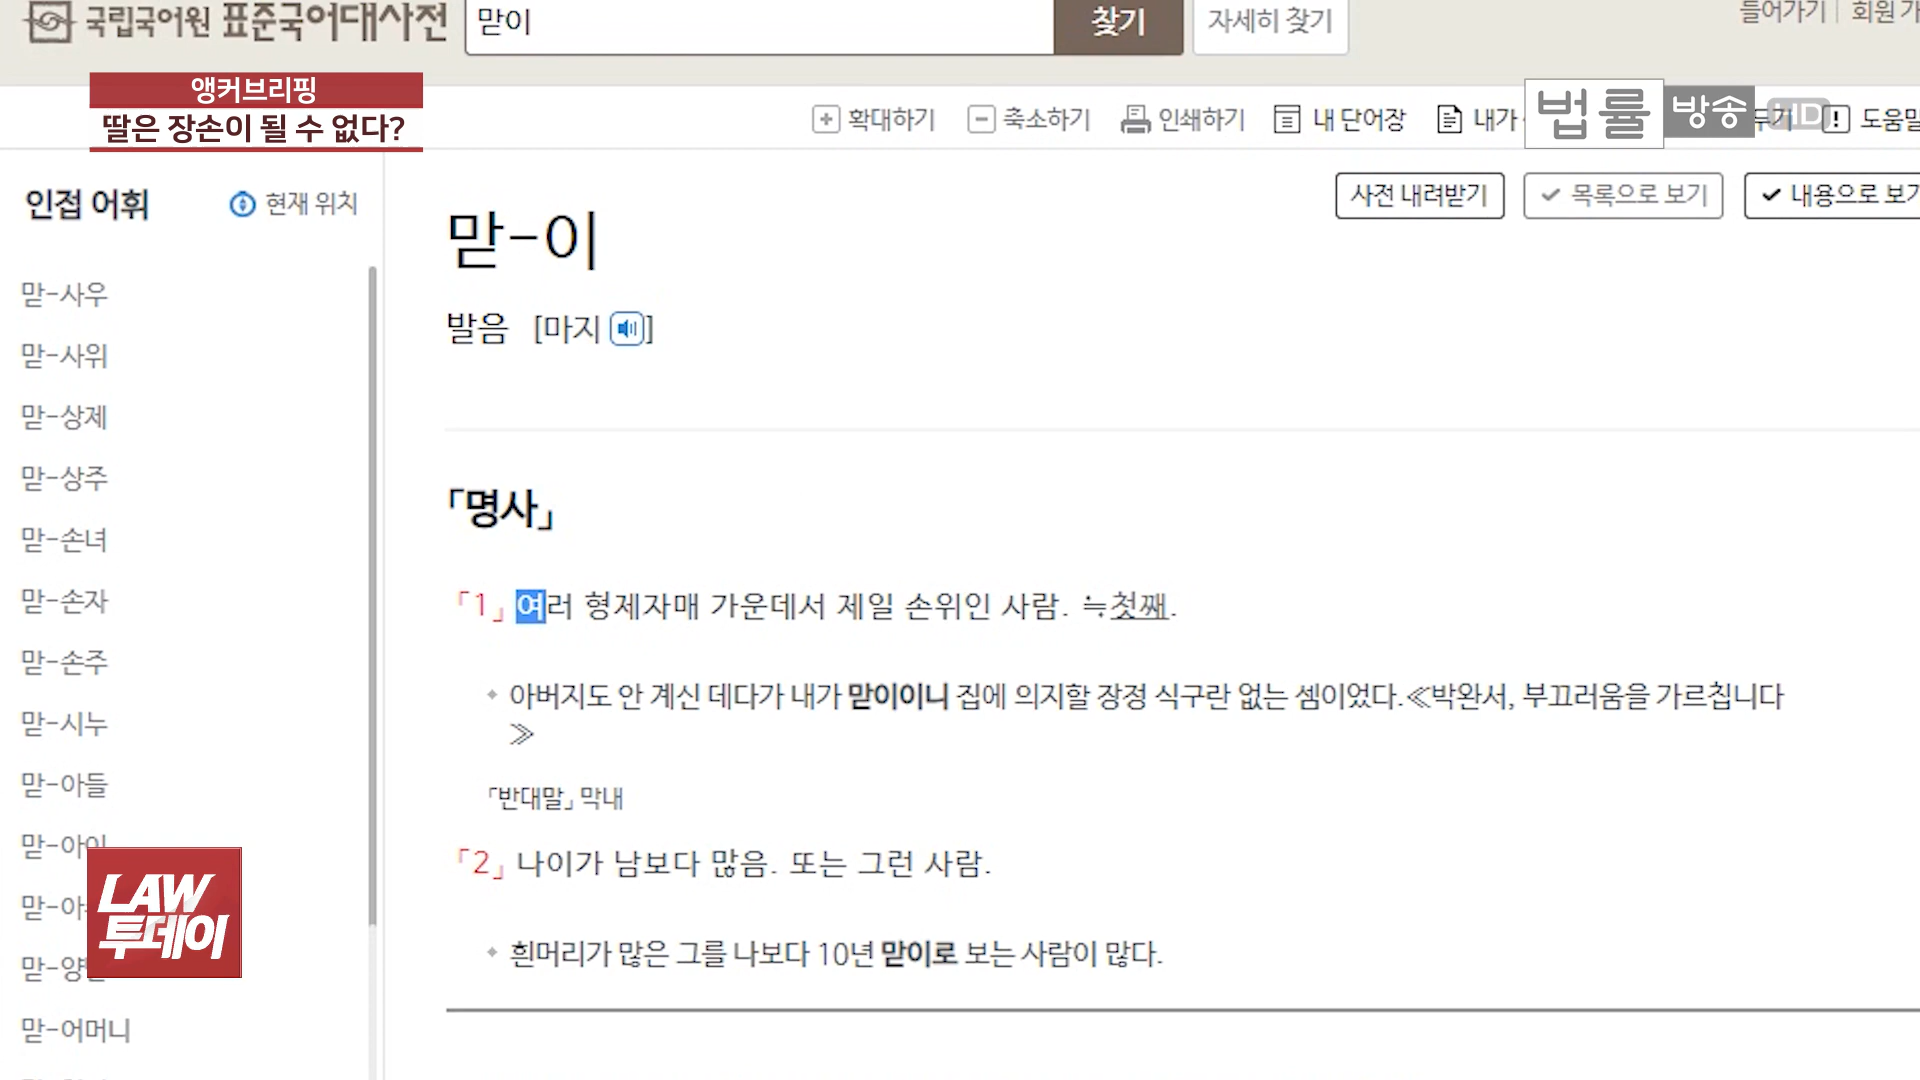 국립국어원 표준국어대사전
맏이
찾기
자세히 찾기
들어가기
회원
앵커브리핑
딸은 장손이 될 수 없다?
확대하기
축소하기
인쇄하기
내 단어장
내가
법률방송 HD
인접 어휘
현재 위치
사전 내려받기
목록으로 보기
내용으로 보기
맏-사우
맏-사위
맏-상제
맏-상주
맏-손녀
맏-손자
맏-손주
맏-시누
맏-아들
맏-어머니
LAW
투데이
맏-이
발음 [마지]
「명사」
「1」 여러 형제자매 가운데서 제일 손위인 사람. ≒첫째.
아버지도 안 계신 데다가 내가 맏이이니 집에 의지할 장정 식구란 없는 셈이었다.≪박완서, 부끄러움을 가르칩니다
≫
「반대말」 막내
「2」 나이가 남보다 많음. 또는 그런 사람.
흰머리가 많은 그를 나보다 10년 맏이로 보는 사람이 많다.